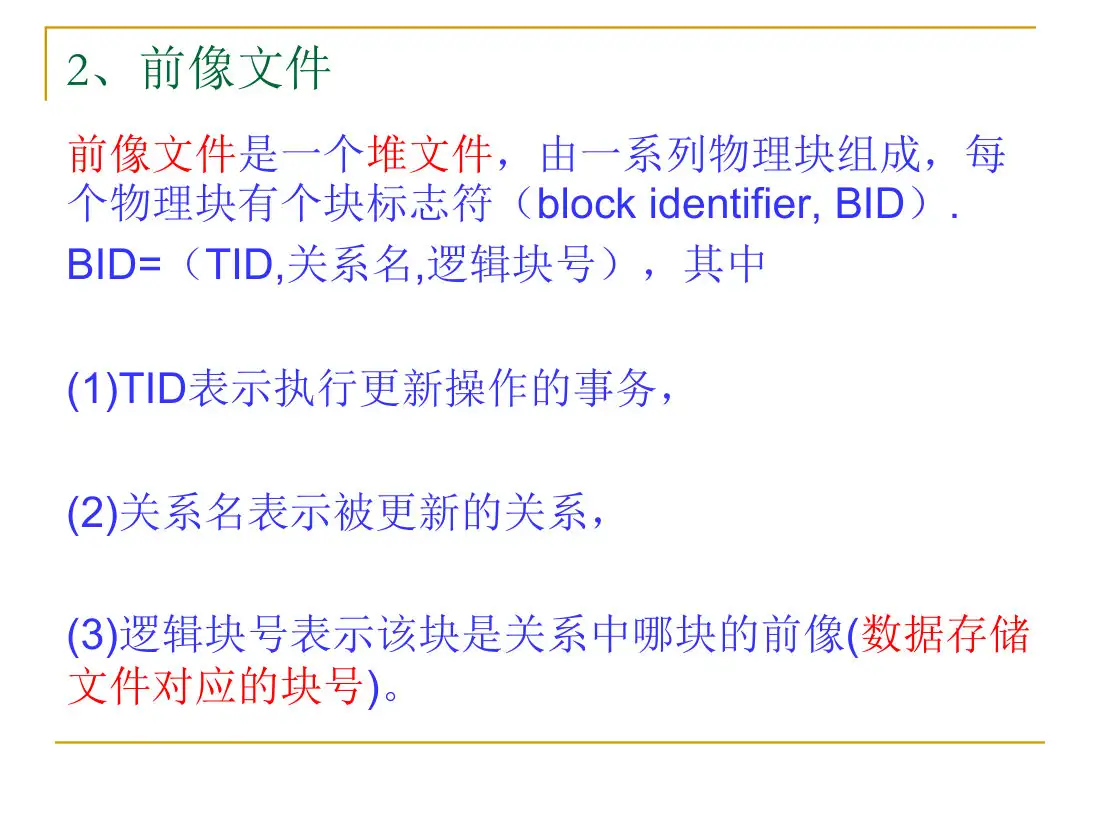 2、前像文件
前像文件是一个堆文件，由一系列物理块组成，每
个物理块有个块标志符（block identifier, BID）.
BID=（TID,关系名,逻辑块号），其中
(1)TID表示执行更新操作的事务，
(2)关系名表示被更新的关系，
(3)逻辑块号表示该块是关系中哪块的前像(数据存储
文件对应的块号)。